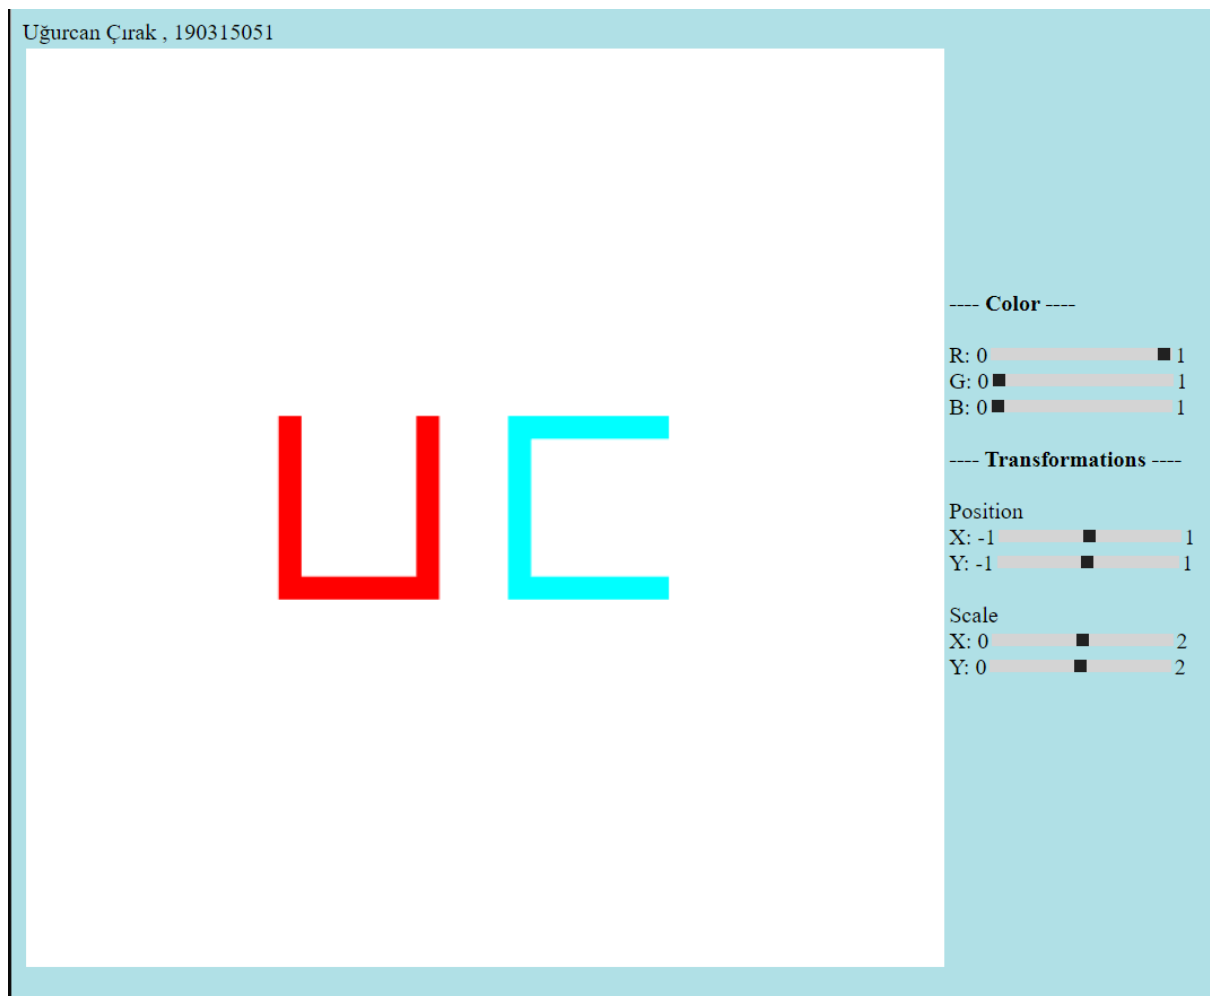 Uğurcan Çırak , 190315051
UC
---- Color ----
R: 0 1
G: 0 1
B: 0 1
---- Transformations ----
Position
X: -1 1
Y: -1 1
Scale
X: 0 2
Y: 0 2